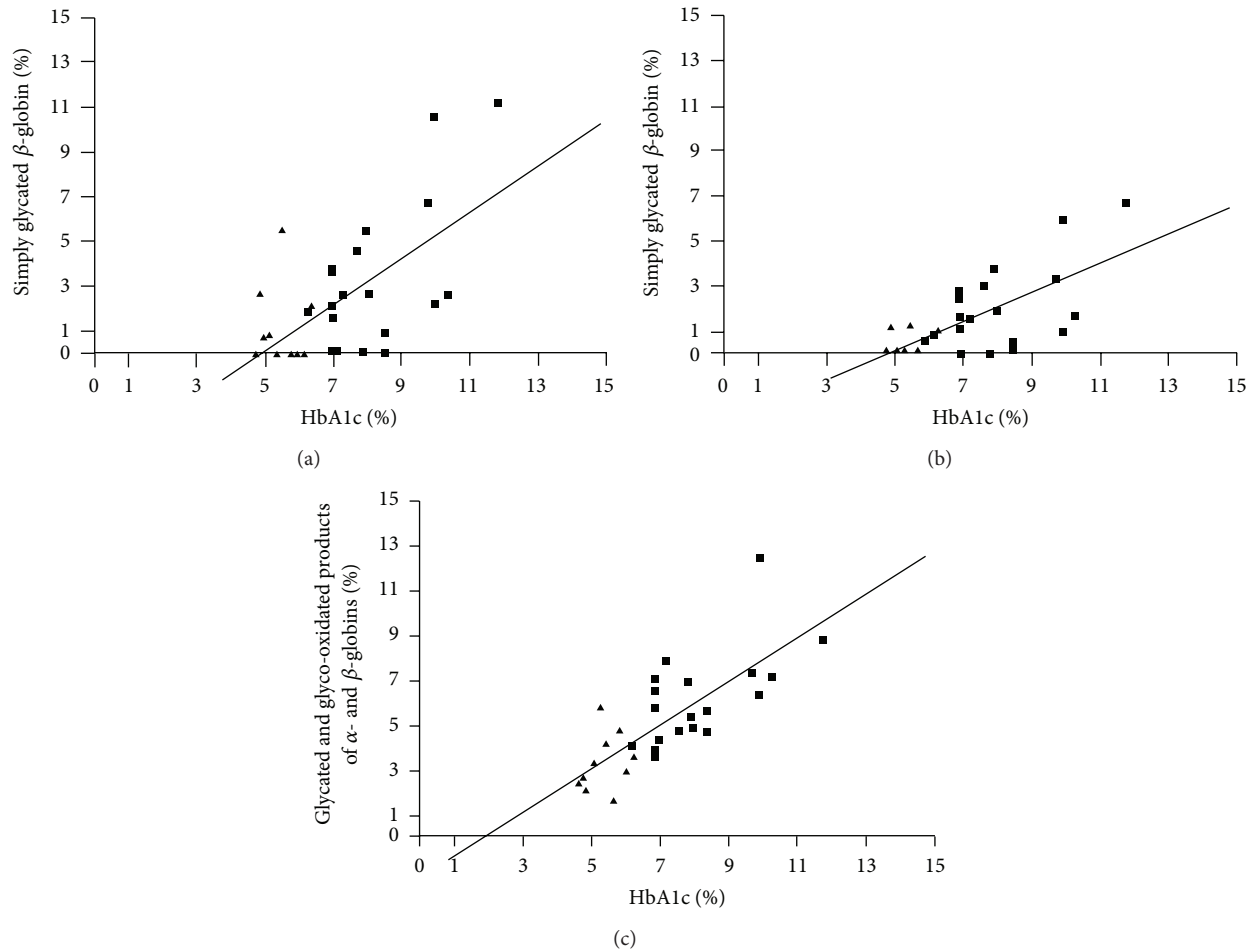 15
13
11
9
7
5
3
1
0
Simply glycated β-globin (%)
0 1 3 5 7 9 11 13 15
HbA1c (%)
(a)
15
13
11
9
7
5
3
1
0
Simply glycated β-globin (%)
0 1 3 5 7 9 11 13 15
HbA1c (%)
(b)
15
13
11
9
7
5
3
1
0
Glycated and glyco-oxidated products
of α- and β-globins (%)
0 1 3 5 7 9 11 13 15
HbA1c (%)
(c)